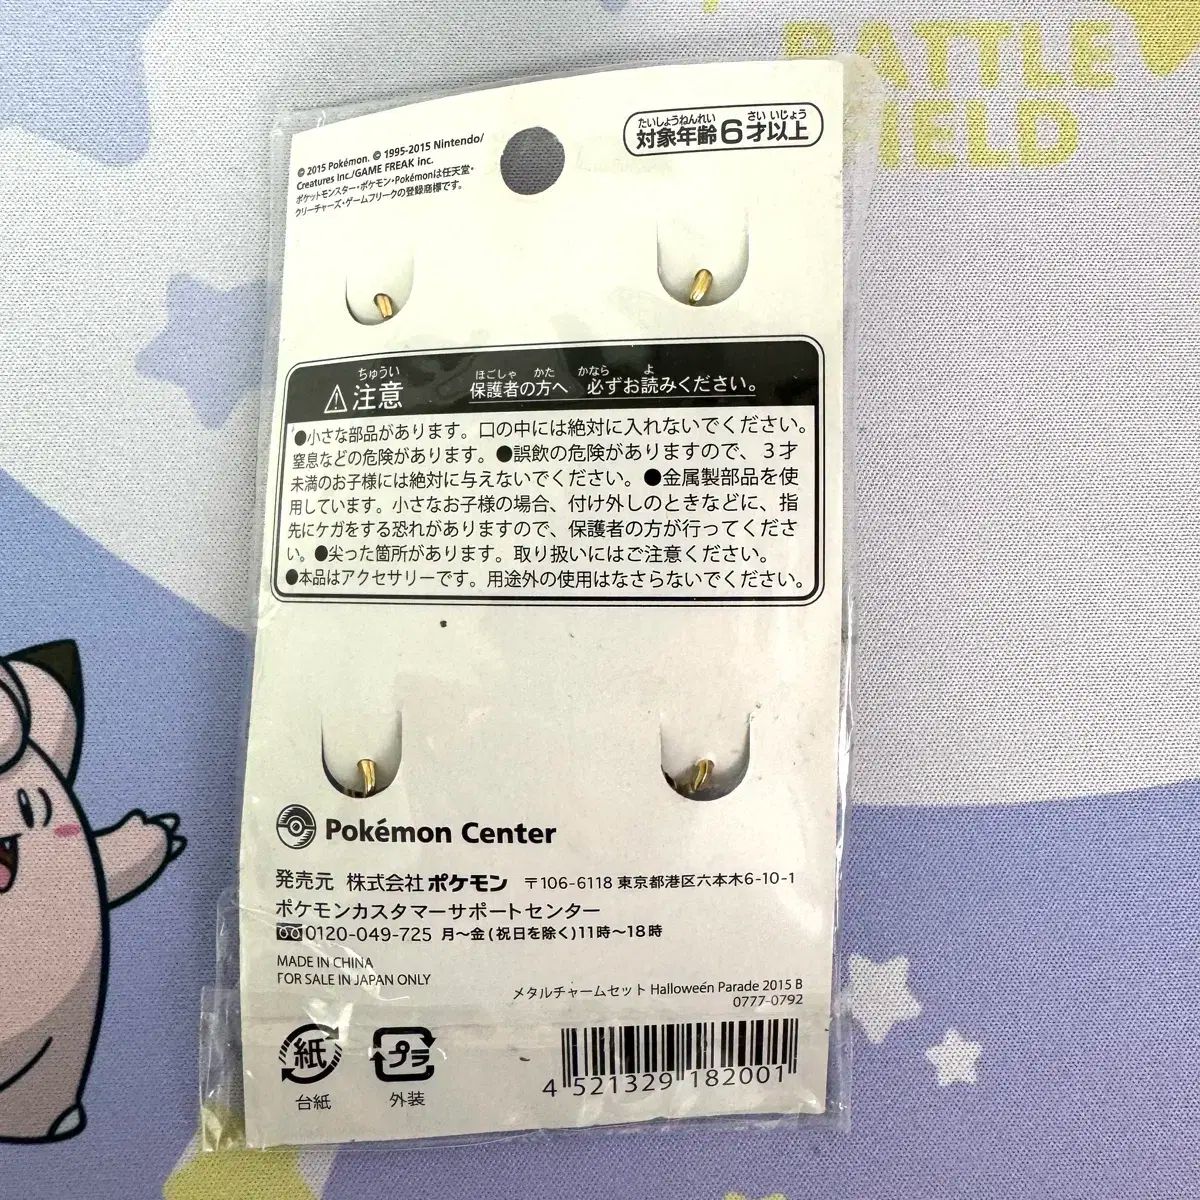 BATTLE
FIELD
© 2015 Pokémon. © 1995-2015 Nintendo/
Creatures Inc./GAME FREAK inc.
ポケットモンスター・ポケモン・Pokémonは任天堂・
クリーチャーズ・ゲームフリークの登録商標です。
たいしょうねんれい さい いじょう
対象年齢6才以上
ちゅうい
⚠注意
ほごしゃ かた かなら よ
保護者の方へ 必ずお読みください。
●小さな部品があります。口の中には絶対に入れないでください。
窒息などの危険があります。●誤飲の危険がありますので、3才
未満のお子様には絶対に与えないでください。●金属製部品を使
用しています。小さなお子様の場合、付け外しのときなどに、指
先にケガをする恐れがありますので、保護者の方が行ってくださ
い。●尖った箇所があります。取り扱いにはご注意ください。
●本品はアクセサリーです。用途外の使用はなさらないでください。
Pokémon Center
発売元 株式会社ポケモン 〒106-6118 東京都港区六本木6-10-1
ポケモンカスタマーサポートセンター
0120-049-725 月～金(祝日を除く)11時～18時
MADE IN CHINA
FOR SALE IN JAPAN ONLY
メタルチャームセット Halloween Parade 2015 B
0777-0792
紙
台紙
プラ
外装
4 521329 182001